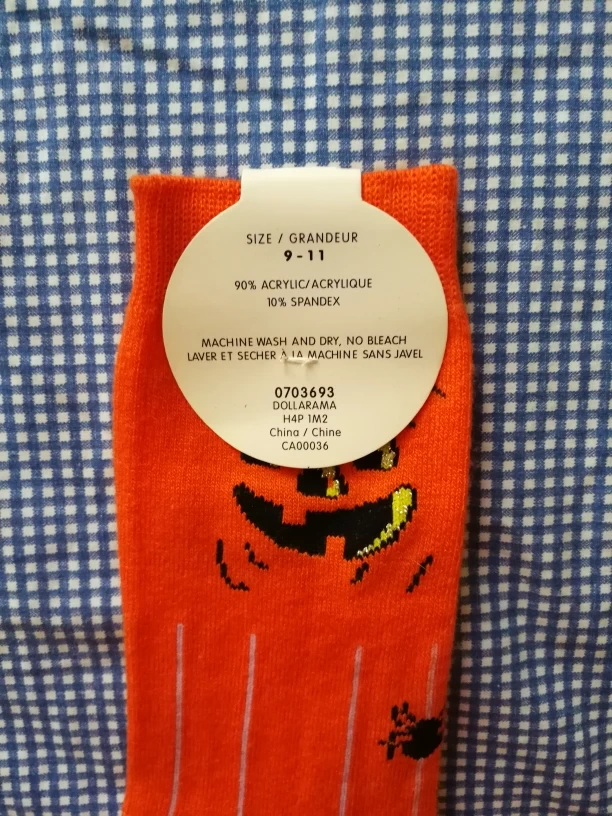 SIZE / GRANDEUR
9 - 11
90% ACRYLIC/ACRYLIQUE
10% SPANDEX
MACHINE WASH AND DRY, NO BLEACH
LAVER ET SECHER À LA MACHINE SANS JAVEL
0703693
DOLLARAMA
H4P 1M2
China / Chine
CA00036